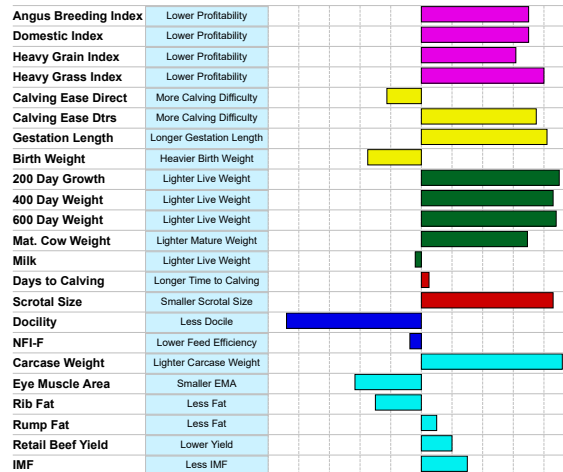 Angus Breeding Index Lower Profitability
Domestic Index Lower Profitability
Heavy Grain Index Lower Profitability
Heavy Grass Index Lower Profitability
Calving Ease Direct More Calving Difficulty
Calving Ease Dtrs More Calving Difficulty
Gestation Length Longer Gestation Length
Birth Weight Heavier Birth Weight
200 Day Growth Lighter Live Weight
400 Day Weight Lighter Live Weight
600 Day Weight Lighter Live Weight
Mat. Cow Weight Lighter Mature Weight
Milk Lighter Live Weight
Days to Calving Longer Time to Calving
Scrotal Size Smaller Scrotal Size
Docility Less Docile
NFI-F Lower Feed Efficiency
Carcase Weight Lighter Carcase Weight
Eye Muscle Area Smaller EMA
Rib Fat Less Fat
Rump Fat Less Fat
Retail Beef Yield Lower Yield
IMF Less IMF